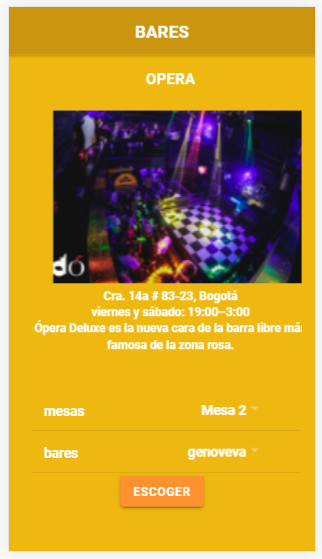 BARES
OPERA
dó
Cra. 14a # 83-23, Bogotá
viernes y sábado: 19:00–3:00
Ópera Deluxe es la nueva cara de la barra libre más
famosa de la zona rosa.
mesas Mesa 2
bares genoveva
ESCOGER